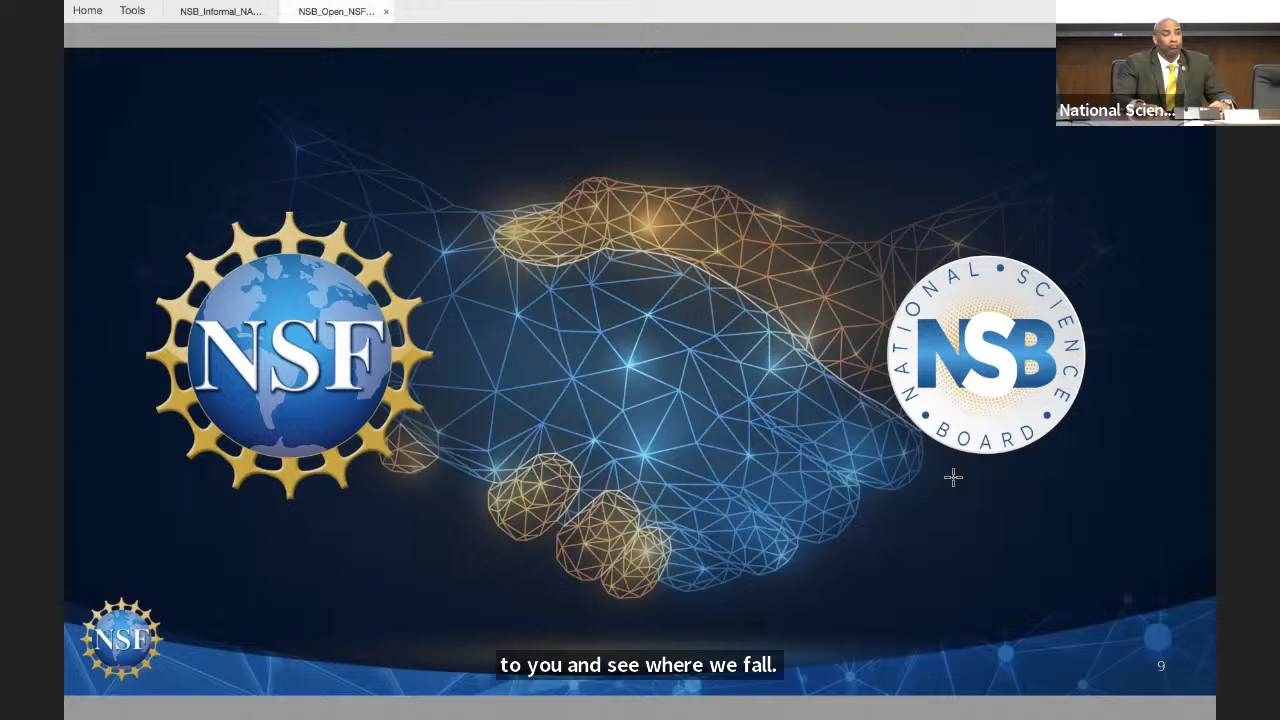 Home Tools NSB_Informal_NA... NSB_Open_NSF... ×
National Scien...
NSF
NATIONAL • SCIENCE • BOARD •
NSB
NSF
to you and see where we fall.
9